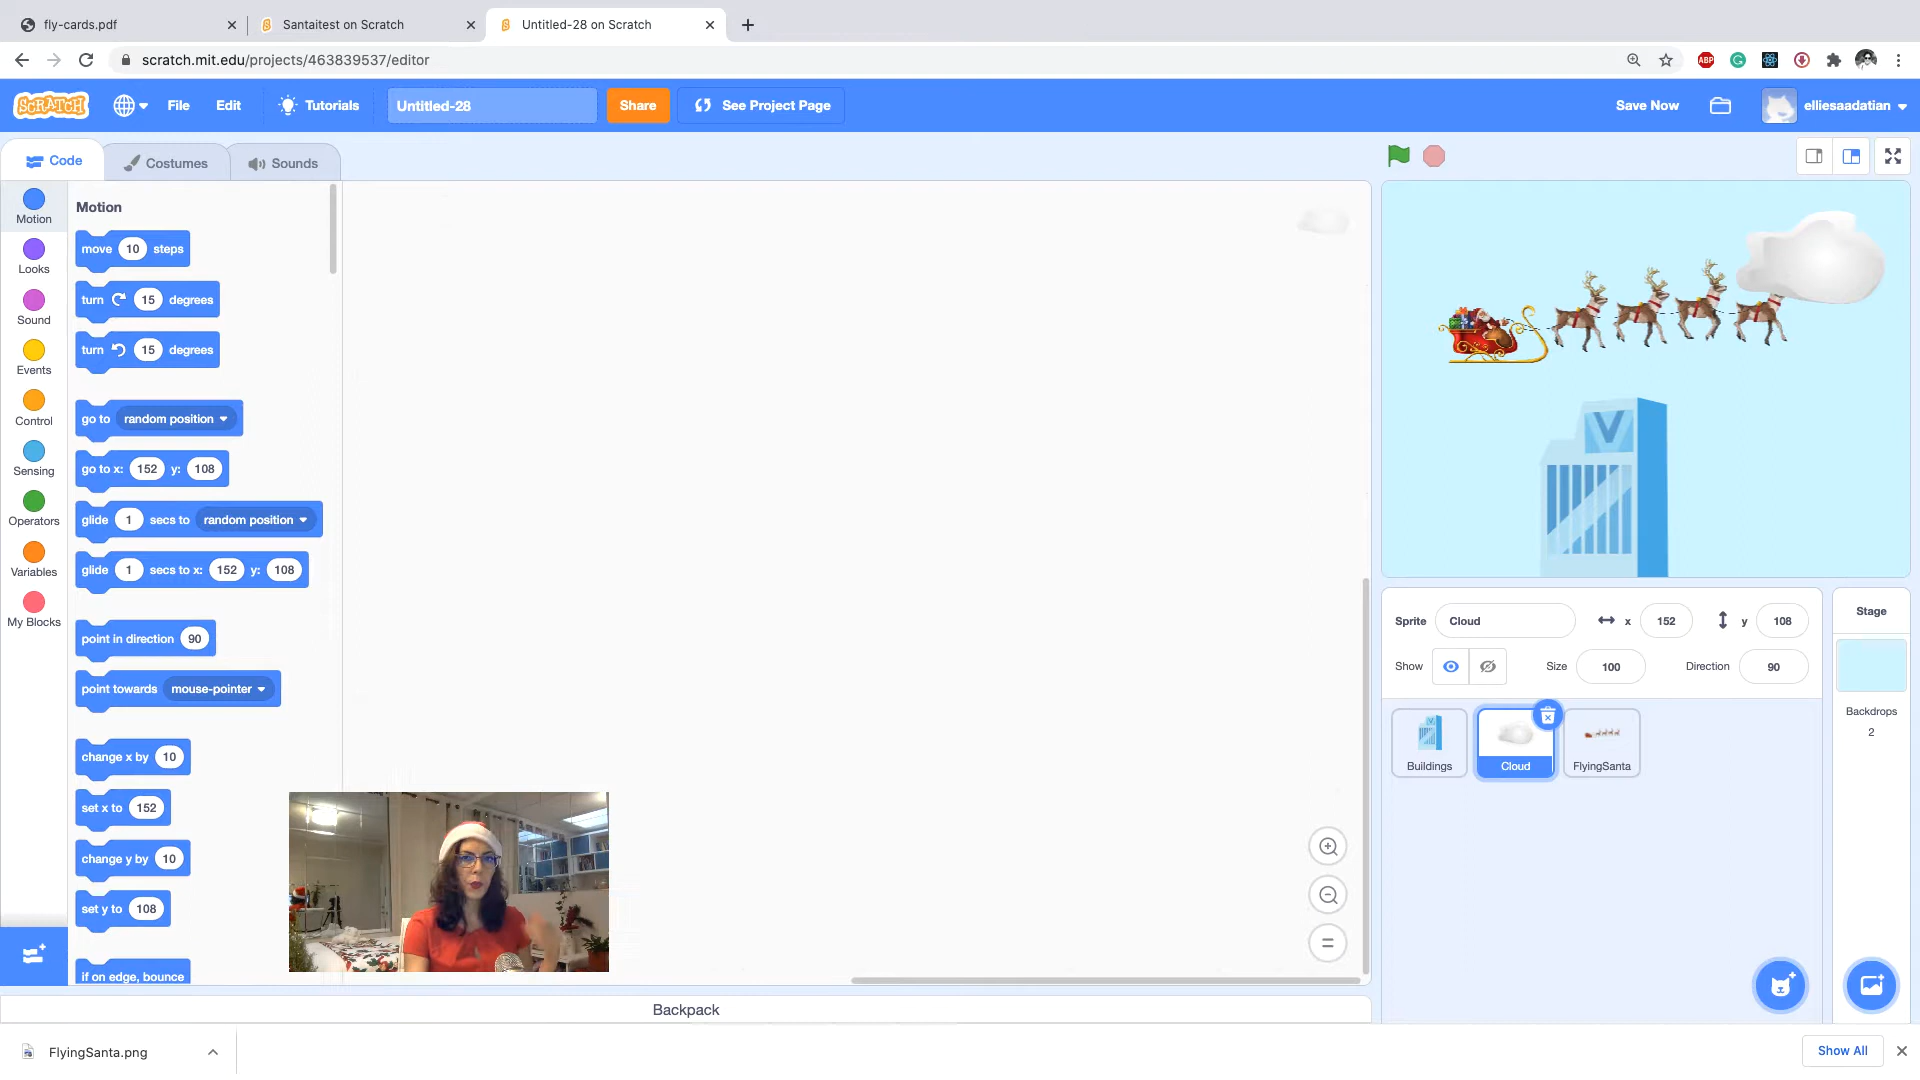 fly-cards.pdf
Santaitest on Scratch
Untitled-28 on Scratch
scratch.mit.edu/projects/463839537/editor
ABP
SCRATCH
File
Edit
Tutorials
Untitled-28
Share
See Project Page
Save Now
elliesaadatian
Code
Costumes
Sounds
Motion
Looks
Sound
Events
Control
Sensing
Operators
Variables
My Blocks
Motion
move 10 steps
turn 15 degrees
turn 15 degrees
go to random position
go to x: 152 y: 108
glide 1 secs to random position
glide 1 secs to x: 152 y: 108
point in direction 90
point towards mouse-pointer
change x by 10
set x to 152
change y by 10
set y to 108
if on edge, bounce
V
Sprite Cloud x 152 y 108
Show Size 100 Direction 90
Buildings
Cloud
FlyingSanta
Stage
Backdrops
2
Backpack
FlyingSanta.png
Show All